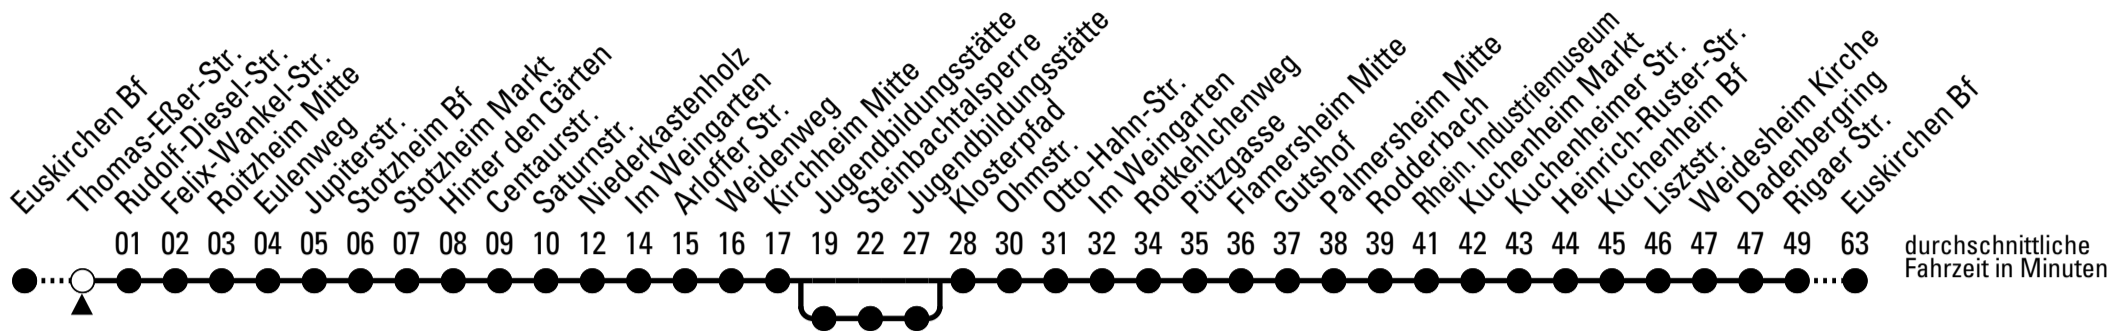 Euskirchen Bf
Thomas-Eßer-Str.
Rudolf-Diesel-Str.
Felix-Wankel-Str.
Roitzheim Mitte
Eulenweg
Jupiterstr.
Stotzheim Bf
Stotzheim Markt
Hinter den Gärten
Centaurstr.
Saturnstr.
Niederkastenholz
Im Weingarten
Arloffer Str.
Weidenweg
Kirchheim Mitte
Jugendbildungsstätte
Steinbachtalsperre
Jugendbildungsstätte
Klosterpfad
Ohmstr.
Otto-Hahn-Str.
Im Weingarten
Rotkehlchenweg
Pützgasse
Flamersheim Mitte
Gutshof
Palmersheim Mitte
Rodderbach
Rhein. Industriemuseum
Kuchenheim Markt
Kuchenheimer Str.
Heinrich-Ruster-Str.
Kuchenheim Bf
Lisztstr.
Weidesheim Kirche
Dadenbergring
Rigaer Str.
Euskirchen Bf
01 02 03 04 05 06 07 08 09 10 12 14 15 16 17 19 22 27 28 30 31 32 34 35 36 37 38 39 41 42 43 44 45 46 47 47 49 63
durchschnittliche
Fahrzeit in Minuten